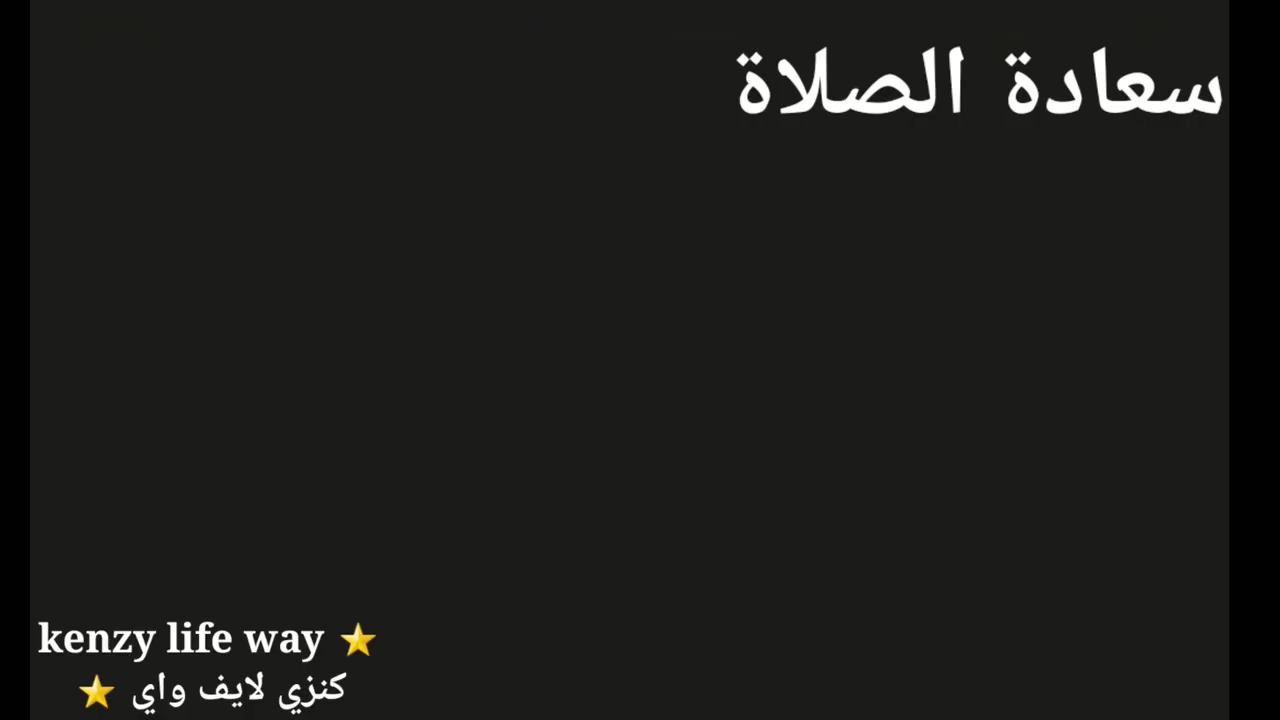 سعادة الصلاة
kenzy life way ⭐
كنزي لايف واي ⭐